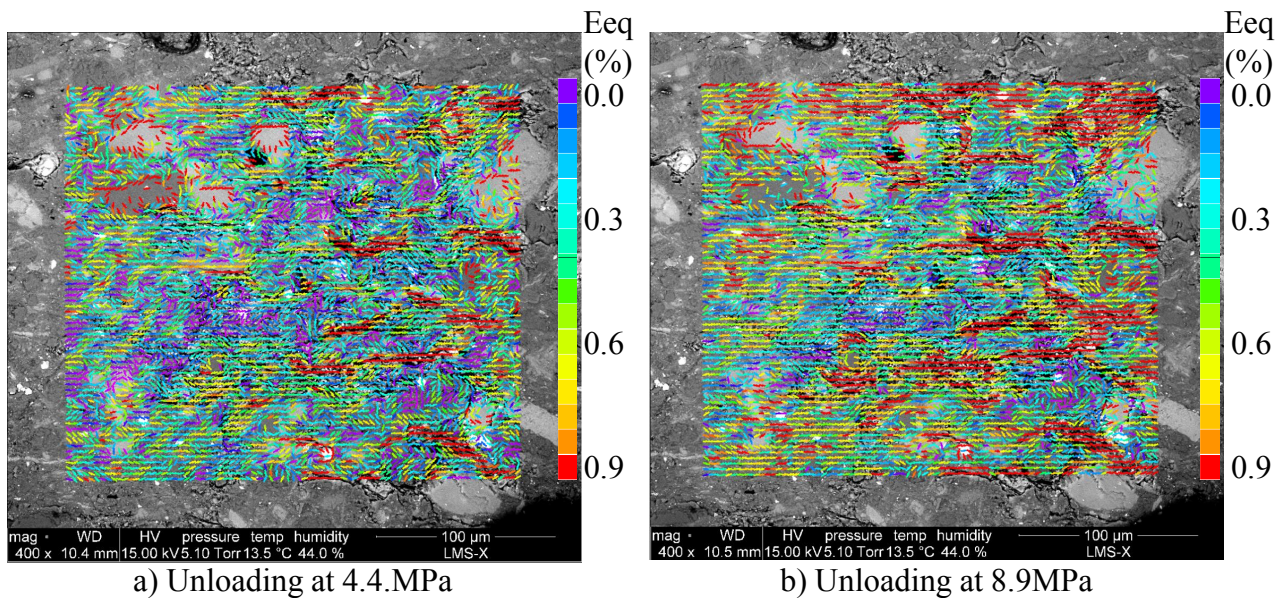 Eeq
(%)
0.0
0.3
0.6
0.9
mag ▫ WD HV pressure temp humidity 100 µm
400 x 10.4 mm 15.00 kV 5.10 Torr 13.5 °C 44.0 % LMS-X
a) Unloading at 4.4.MPa
Eeq
(%)
0.0
0.3
0.6
0.9
mag ▫ WD HV pressure temp humidity 100 µm
400 x 10.5 mm 15.00 kV 5.10 Torr 13.5 °C 44.0 % LMS-X
b) Unloading at 8.9MPa